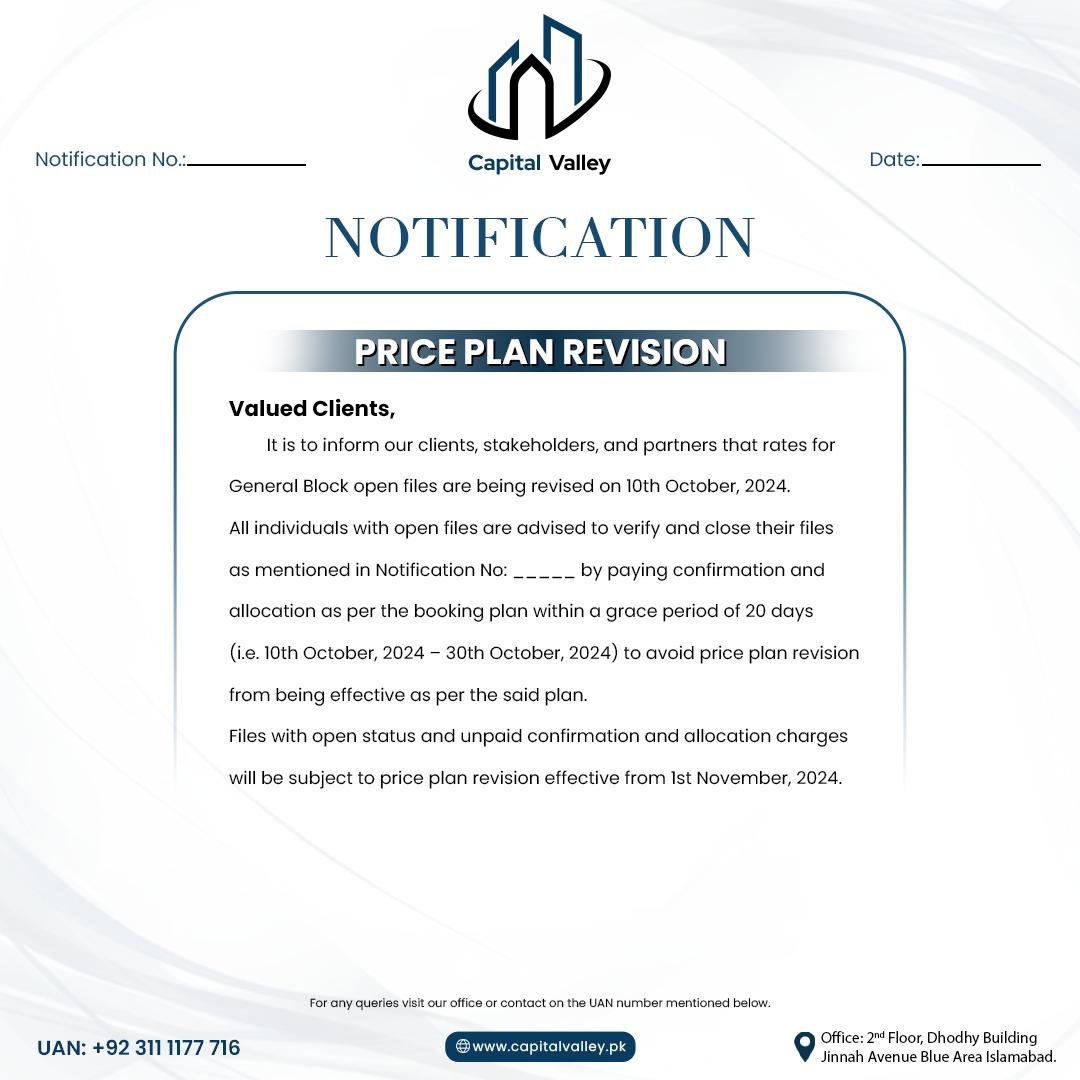 Capital Valley
Notification No.:__________
Date:__________
NOTIFICATION
PRICE PLAN REVISION
Valued Clients,
It is to inform our clients, stakeholders, and partners that rates for
General Block open files are being revised on 10th October, 2024.
All individuals with open files are advised to verify and close their files
as mentioned in Notification No: _____ by paying confirmation and
allocation as per the booking plan within a grace period of 20 days
(i.e. 10th October, 2024 – 30th October, 2024) to avoid price plan revision
from being effective as per the said plan.
Files with open status and unpaid confirmation and allocation charges
will be subject to price plan revision effective from 1st November, 2024.
For any queries visit our office or contact on the UAN number mentioned below.
UAN: +92 311 1177 716
www.capitalvalley.pk
Office: 2nd Floor, Dhodhy Building
Jinnah Avenue Blue Area Islamabad.